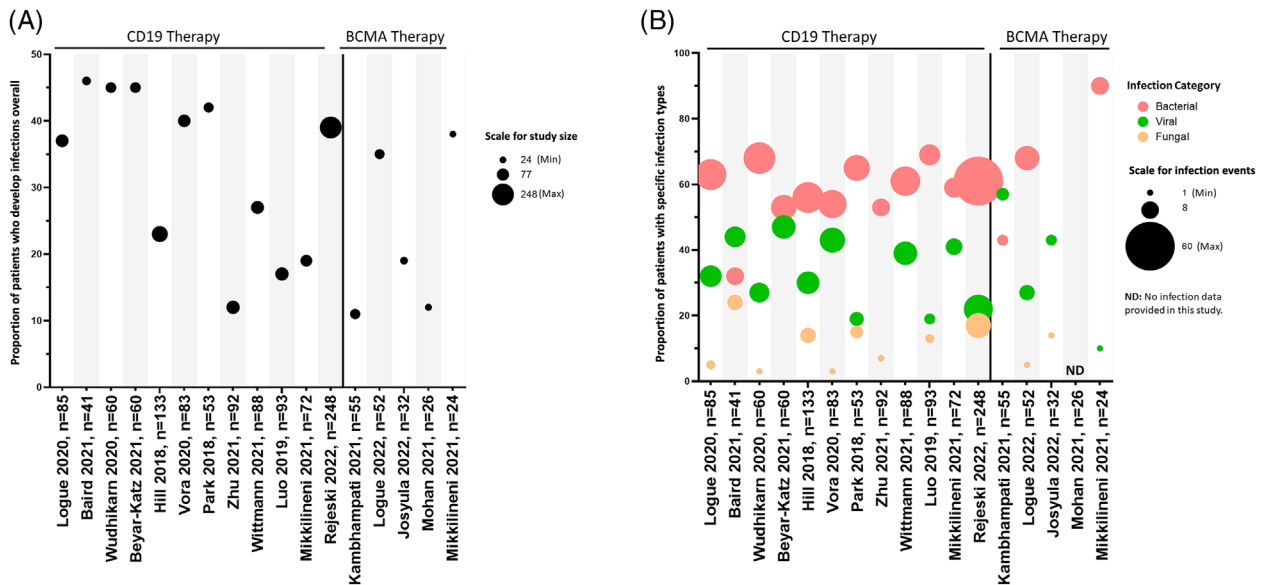 (A)
CD19 Therapy
BCMA Therapy
Proportion of patients who develop infections overall
50
40
30
20
10
0
Logue 2020, n=85
Baird 2021, n=41
Wudhikarn 2020, n=60
Beyar-Katz 2021, n=60
Hill 2018, n=133
Vora 2020, n=83
Park 2018, n=53
Zhu 2021, n=92
Wittmann 2021, n=88
Luo 2019, n=93
Mikkilineni 2021, n=72
Rejeski 2022, n=248
Kambhampati 2021, n=55
Logue 2022, n=52
Josyula 2022, n=32
Mohan 2021, n=26
Mikkilineni 2021, n=24
Scale for study size
24 (Min)
77
248 (Max)
(B)
CD19 Therapy
BCMA Therapy
Proportion of patients with specific infection types
100
80
60
40
20
0
ND
Logue 2020, n=85
Baird 2021, n=41
Wudhikarn 2020, n=60
Beyar-Katz 2021, n=60
Hill 2018, n=133
Vora 2020, n=83
Park 2018, n=53
Zhu 2021, n=92
Wittmann 2021, n=88
Luo 2019, n=93
Mikkilineni 2021, n=72
Rejeski 2022, n=248
Kambhampati 2021, n=55
Logue 2022, n=52
Josyula 2022, n=32
Mohan 2021, n=26
Mikkilineni 2021, n=24
Infection Category
Bacterial
Viral
Fungal
Scale for infection events
1 (Min)
8
60 (Max)
ND: No infection data
provided in this study.